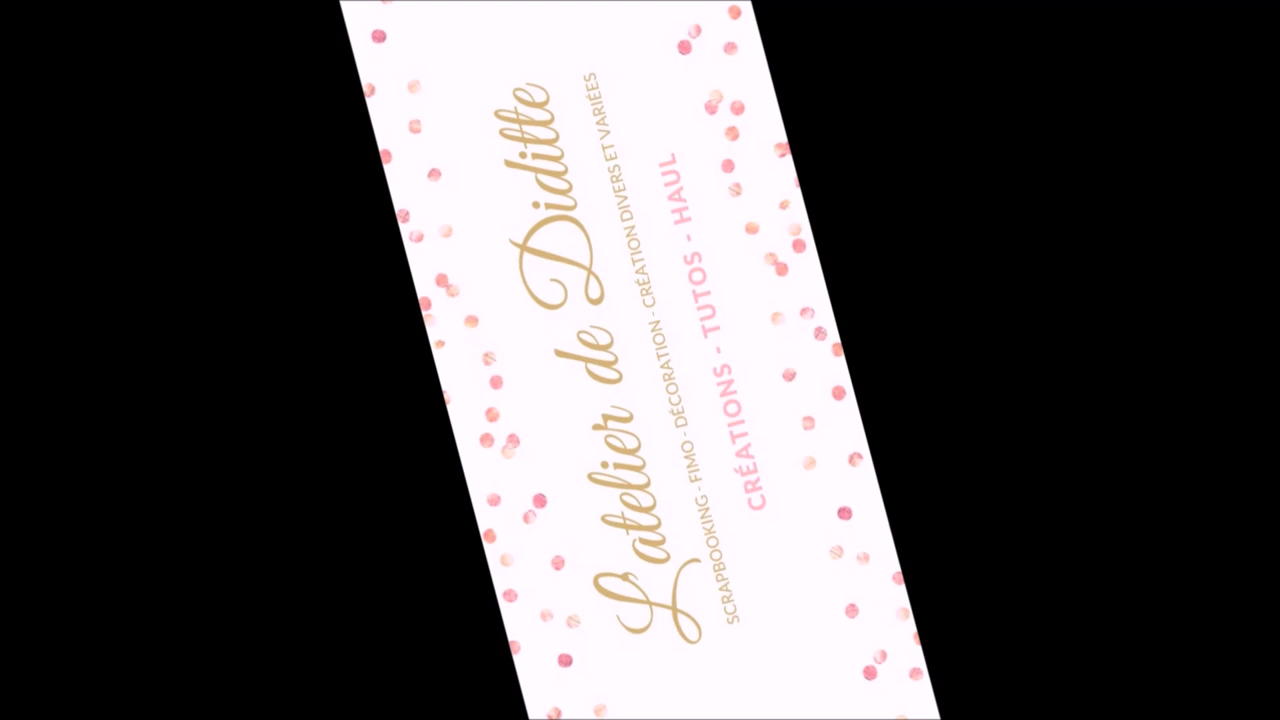 L'atelier de Diditte
SCRAPBOOKING - FIMO - DÉCORATION - CRÉATION DIVERS ET VARIÉES
CRÉATIONS - TUTOS - HAUL